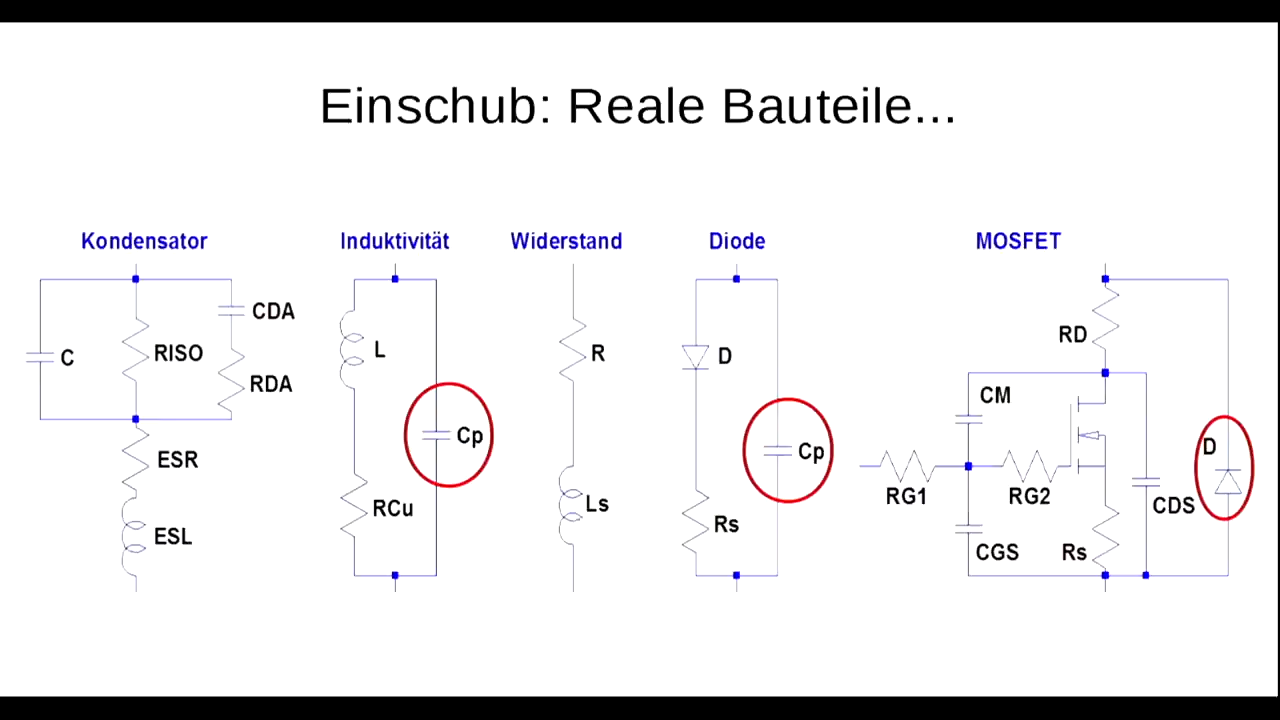 Einschub: Reale Bauteile...
Kondensator
C
RISO
CDA
RDA
ESR
ESL
Induktivität
L
Cp
RCu
Widerstand
R
Ls
Diode
D
Cp
Rs
MOSFET
RD
CM
RG1
RG2
CGS
Rs
CDS
D